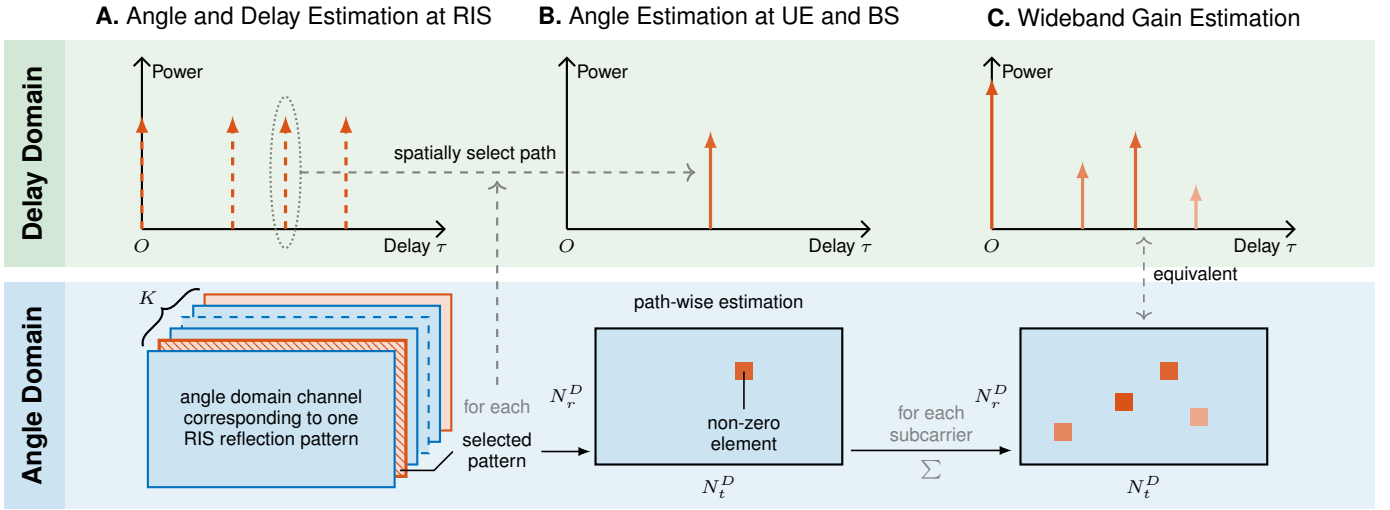 A. Angle and Delay Estimation at RIS
B. Angle Estimation at UE and BS
C. Wideband Gain Estimation
Delay Domain
Power
spatially select path
O
Delay τ
Power
O
Delay τ
Power
O
Delay τ
equivalent
Angle Domain
K
angle domain channel
corresponding to one
RIS reflection pattern
for each
selected
pattern
path-wise estimation
N_r^D
non-zero
element
N_t^D
for each
subcarrier
∑
N_r^D
N_t^D